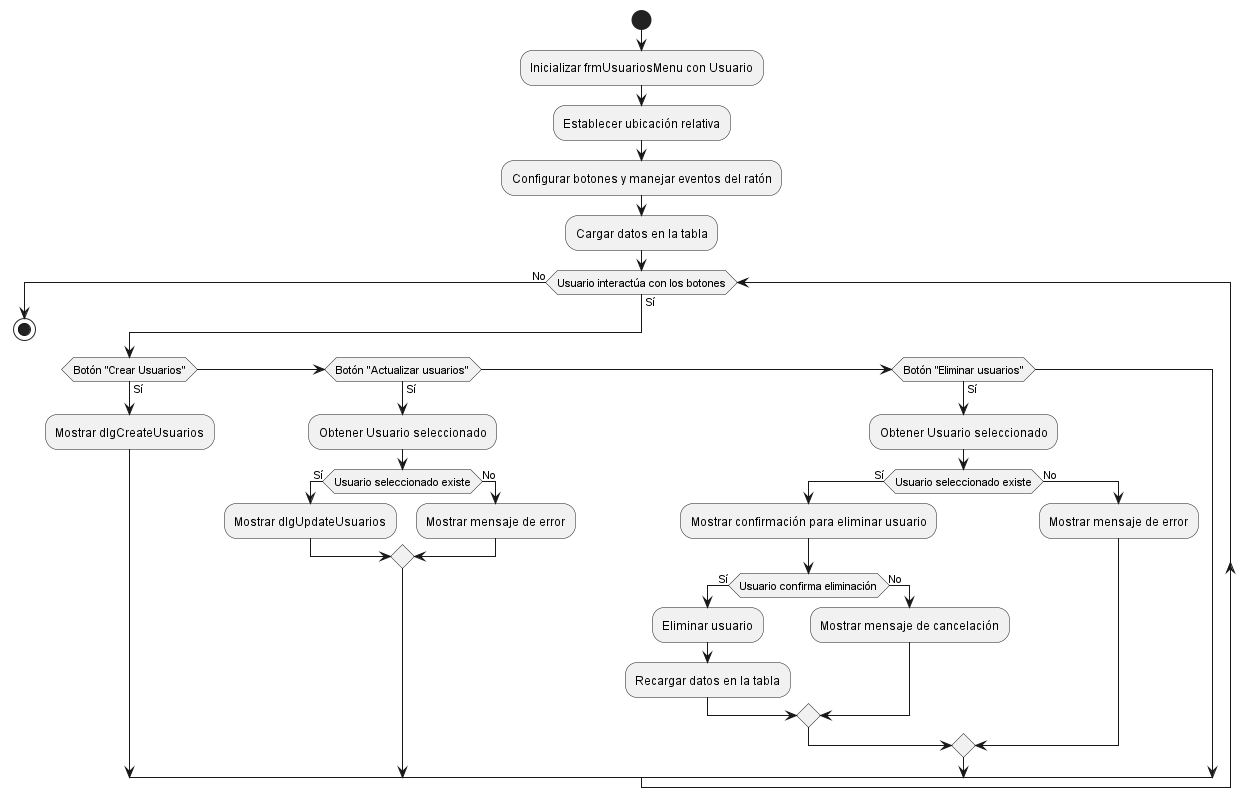 Inicializar frmUsuariosMenu con Usuario
Establecer ubicación relativa
Configurar botones y manejar eventos del ratón
Cargar datos en la tabla
No
Usuario interactúa con los botones
Sí
Botón "Crear Usuarios"
Botón "Actualizar usuarios"
Botón "Eliminar usuarios"
Sí
Sí
Sí
Mostrar dlgCreateUsuarios
Obtener Usuario seleccionado
Obtener Usuario seleccionado
Sí
Usuario seleccionado existe
No
Sí
Usuario seleccionado existe
No
Mostrar dlgUpdateUsuarios
Mostrar mensaje de error
Mostrar confirmación para eliminar usuario
Mostrar mensaje de error
Sí
Usuario confirma eliminación
No
Eliminar usuario
Mostrar mensaje de cancelación
Recargar datos en la tabla